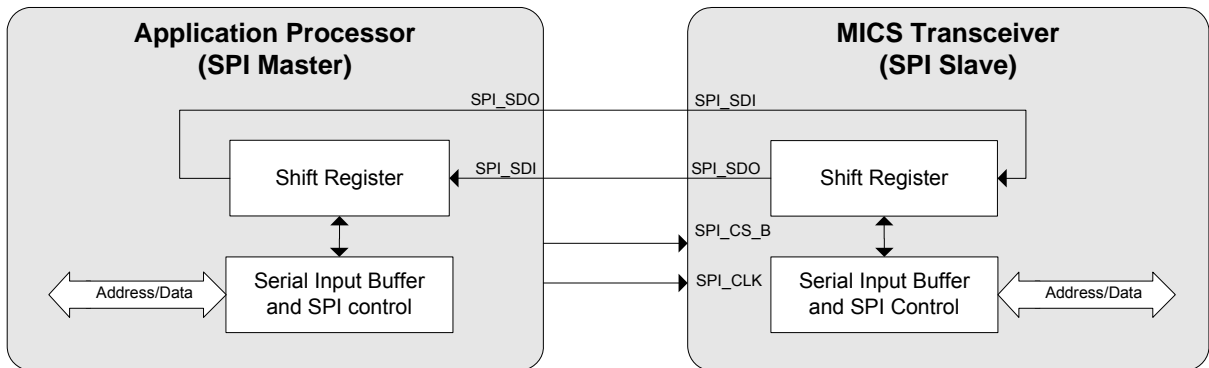 Application Processor
(SPI Master)
MICS Transceiver
(SPI Slave)
SPI_SDO
SPI_SDI
Shift Register
SPI_SDI
SPI_SDO
Shift Register
SPI_CS_B
SPI_CLK
Address/Data
Serial Input Buffer
and SPI control
Serial Input Buffer
and SPI Control
Address/Data